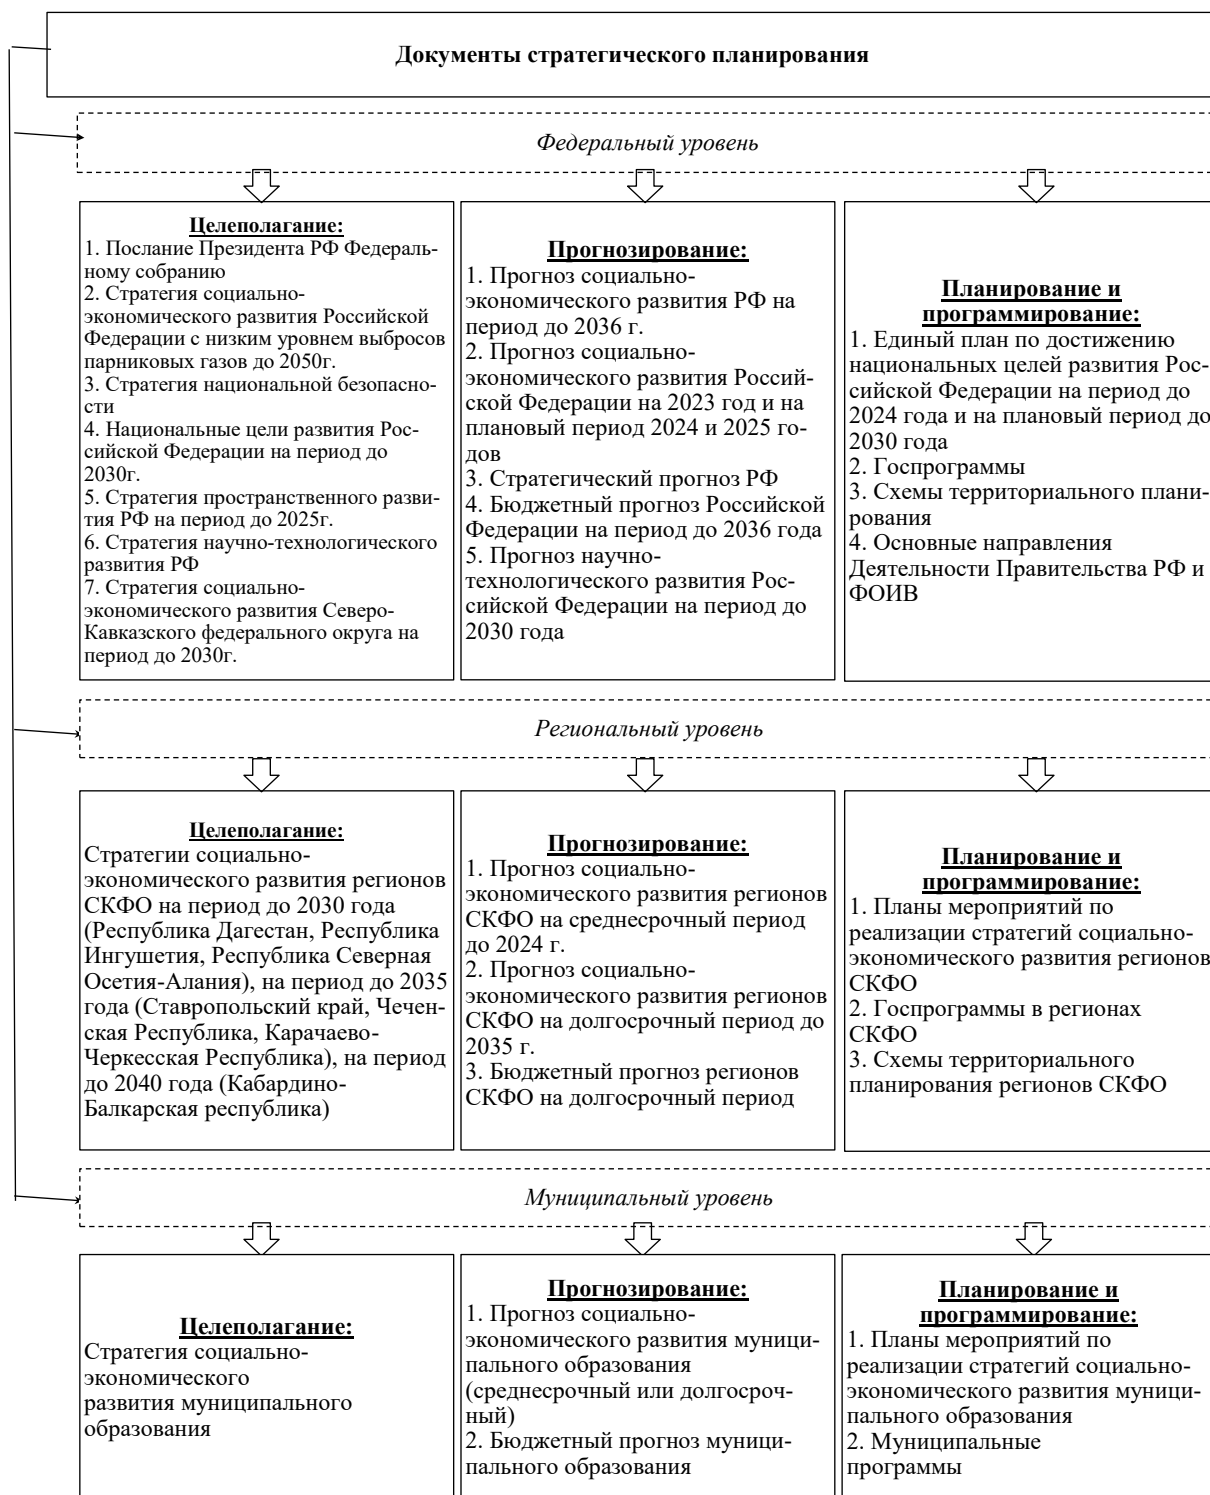 Документы стратегического планирования
Федеральный уровень
Целеполагание:
1. Послание Президента РФ Федераль-
ному собранию
2. Стратегия социально-
экономического развития Российской
Федерации с низким уровнем выбросов
парниковых газов до 2050г.
3. Стратегия национальной безопасно-
сти
4. Национальные цели развития Рос-
сийской Федерации на период до
2030г.
5. Стратегия пространственного разви-
тия РФ на период до 2025г.
6. Стратегия научно-технологического
развития РФ
7. Стратегия социально-
экономического развития Северо-
Кавказского федерального округа на
период до 2030г.
Прогнозирование:
1. Прогноз социально-
экономического развития РФ на
период до 2036 г.
2. Прогноз социально-
экономического развития Россий-
ской Федерации на 2023 год и на
плановый период 2024 и 2025 го-
дов
3. Стратегический прогноз РФ
4. Бюджетный прогноз Российской
Федерации на период до 2036 года
5. Прогноз научно-
технологического развития Рос-
сийской Федерации на период до
2030 года
Планирование и
программирование:
1. Единый план по достижению
национальных целей развития Рос-
сийской Федерации на период до
2024 года и на плановый период до
2030 года
2. Госпрограммы
3. Схемы территориального плани-
рования
4. Основные направления
Деятельности Правительства РФ и
ФОИВ
Региональный уровень
Целеполагание:
Стратегии социально-
экономического развития регионов
СКФО на период до 2030 года
(Республика Дагестан, Республика
Ингушетия, Республика Северная
Осетия-Алания), на период до 2035
года (Ставропольский край, Чечен-
ская Республика, Карачаево-
Черкесская Республика), на период
до 2040 года (Кабардино-
Балкарская республика)
Прогнозирование:
1. Прогноз социально-
экономического развития регионов
СКФО на среднесрочный период
до 2024 г.
2. Прогноз социально-
экономического развития регионов
СКФО на долгосрочный период до
2035 г.
3. Бюджетный прогноз регионов
СКФО на долгосрочный период
Планирование и
программирование:
1. Планы мероприятий по
реализации стратегий социально-
экономического развития регионов
СКФО
2. Госпрограммы в регионах
СКФО
3. Схемы территориального
планирования регионов СКФО
Муниципальный уровень
Целеполагание:
Стратегия социально-
экономического
развития муниципального
образования
Прогнозирование:
1. Прогноз социально-
экономического развития муници-
пального образования
(среднесрочный или долгосроч-
ный)
2. Бюджетный прогноз муници-
пального образования
Планирование и
программирование:
1. Планы мероприятий по
реализации стратегий социально-
экономического развития муници-
пального образования
2. Муниципальные
программы